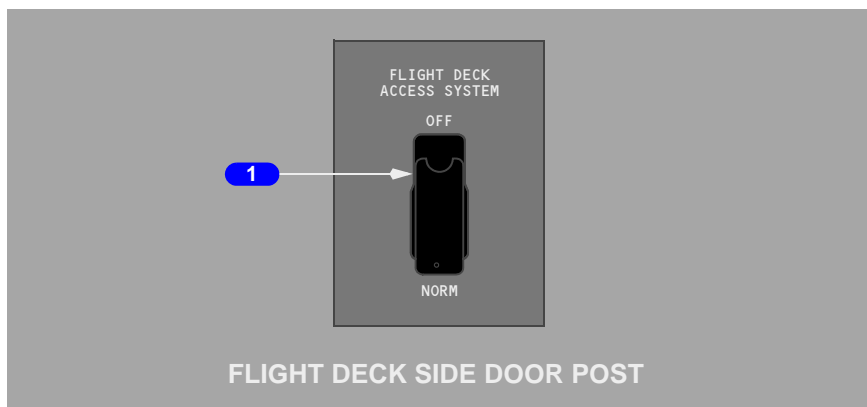 FLIGHT DECK
ACCESS SYSTEM
OFF
1
NORM
FLIGHT DECK SIDE DOOR POST